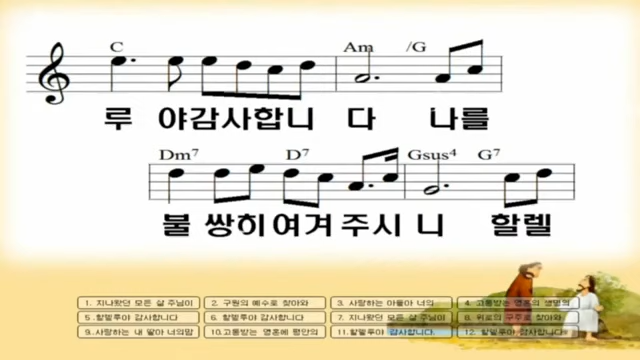 C Am /G
루 야감사합니 다 나를
Dm7 D7 Gsus4 G7
불 쌍히여겨주시 니 할렐
1. 지나왔던 모든 삶 주님이 2. 구원의 예수로 찾아와 3. 사랑하는 아들아 너의 4. 고통받는 영혼의 생명의
5. 할렐루야 감사합니다 6. 할렐루야 감사합니다 7. 지나왔던 모든 삶 주님이 8. 위로의 구주로 찾아와
9. 사랑하는 내 딸아 너의맘 10. 고통받는 영혼에 평안의 11. 할렐루야 감사합니다. 12. 할렐루야 감사합니다